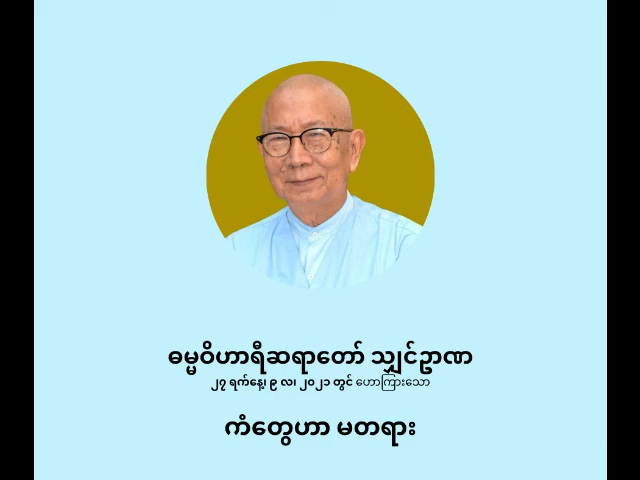 ဓမ္မဝိဟာရီဆရာတော် သျှင်ဥာဏ
၂၇ ရက်နေ့၊ ၉ လ၊ ၂၀၂၁ တွင် ဟောကြားသော
ကံတွေဟာ မတရား